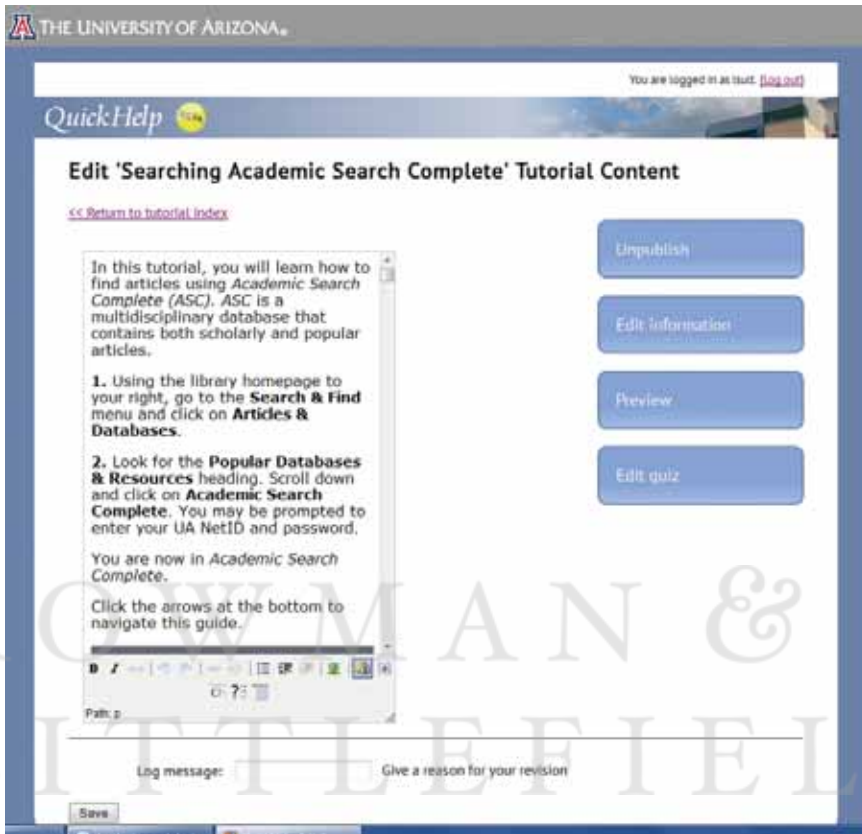 THE UNIVERSITY OF ARIZONA®
You are logged in as tsult. [Log out]
QuickHelp
Edit 'Searching Academic Search Complete' Tutorial Content
<< Return to tutorial index
In this tutorial, you will learn how to
find articles using Academic Search
Complete (ASC). ASC is a
multidisciplinary database that
contains both scholarly and popular
articles.
1. Using the library homepage to
your right, go to the Search & Find
menu and click on Articles &
Databases.
2. Look for the Popular Databases
& Resources heading. Scroll down
and click on Academic Search
Complete. You may be prompted to
enter your UA NetID and password.
You are now in Academic Search
Complete.
Click the arrows at the bottom to
navigate this guide.
Path: p
Unpublish
Edit information
Preview
Edit quiz
Log message:
Give a reason for your revision
Save
OWMAN &
ITTLEFIEL